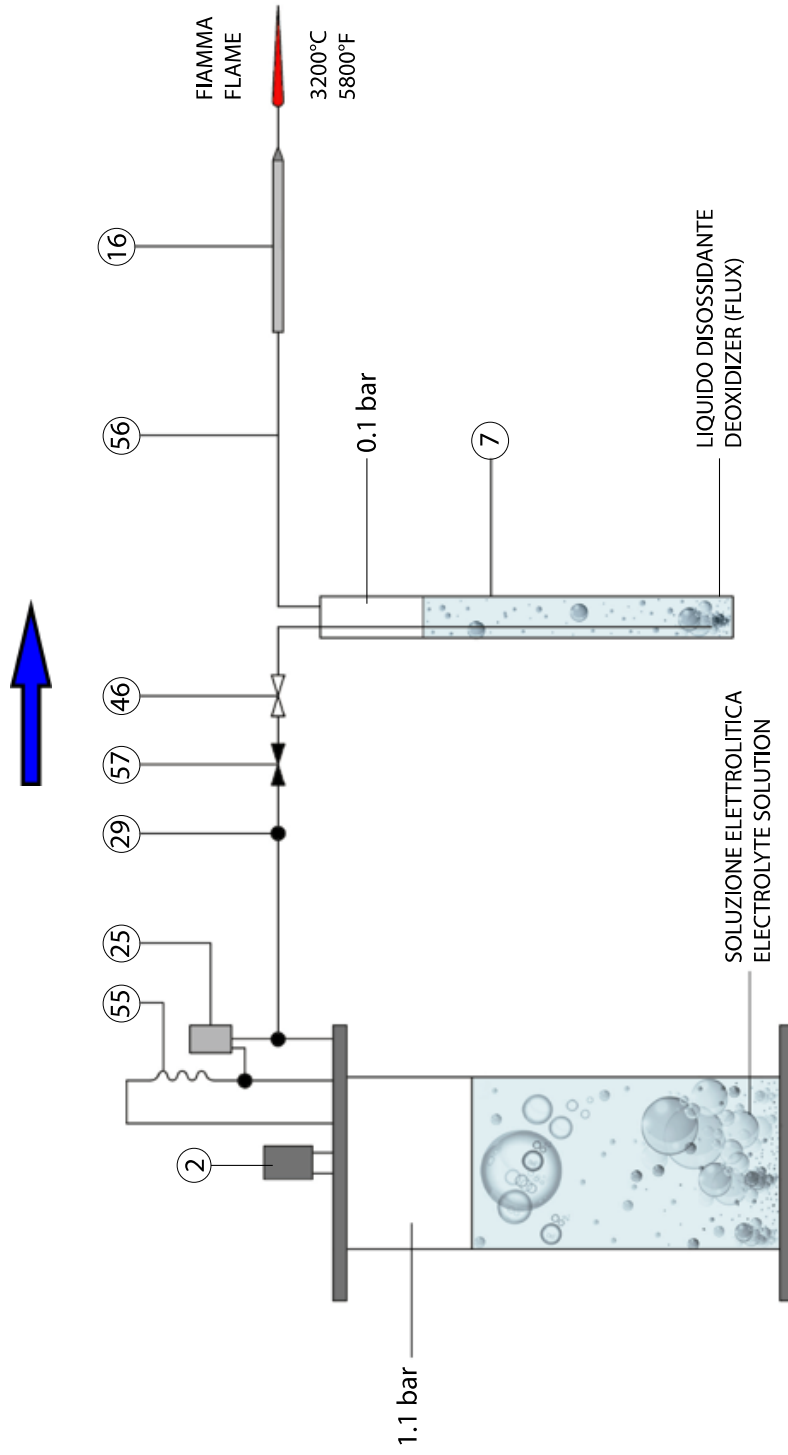 FIAMMA
FLAME
3200°C
5800°F
16
56
0.1 bar
7
LIQUIDO DISOSSIDANTE
DEOXIDIZER (FLUX)
46
57
29
25
55
2
SOLUZIONE ELETTROLITICA
ELECTROLYTE SOLUTION
1.1 bar